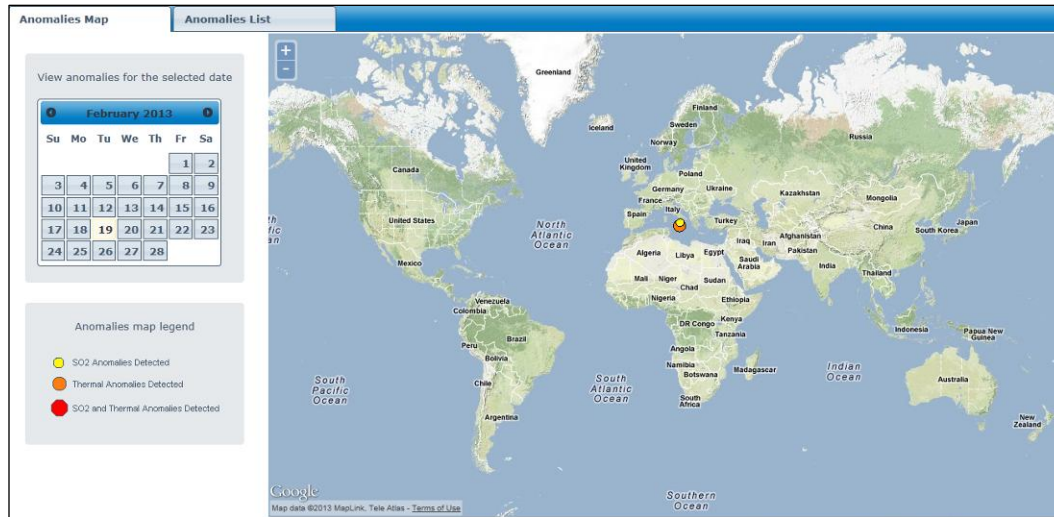 Anomalies Map
Anomalies List
View anomalies for the selected date
February 2013
Su Mo Tu We Th Fr Sa
1 2
3 4 5 6 7 8 9
10 11 12 13 14 15 16
17 18 19 20 21 22 23
24 25 26 27 28
Anomalies map legend
SO2 Anomalies Detected
Thermal Anomalies Detected
SO2 and Thermal Anomalies Detected
+
-
Greenland
Iceland
Finland
Sweden
Norway
Russia
United
Kingdom
Poland
Germany
Ukraine
France
Italy
Spain
Turkey
Kazakhstan
Mongolia
China
Japan
South Korea
Canada
United States
Mexico
North
Atlantic
Ocean
Algeria
Libya
Egypt
Iraq
Iran
Afghanistan
Pakistan
Saudi
Arabia
India
Thailand
Mali
Niger
Chad
Sudan
Nigeria
Ethiopia
Venezuela
Colombia
DR Congo
Kenya
Tanzania
Indonesia
Papua New
Guinea
Peru
Brazil
Bolivia
Angola
Namibia
Botswana
Madagascar
South
Africa
Chile
Argentina
South
Pacific
Ocean
South
Atlantic
Ocean
Indian
Ocean
Australia
New
Zealand
Southern
Ocean
Google
Map data ©2013 MapLink, Tele Atlas - Terms of Use